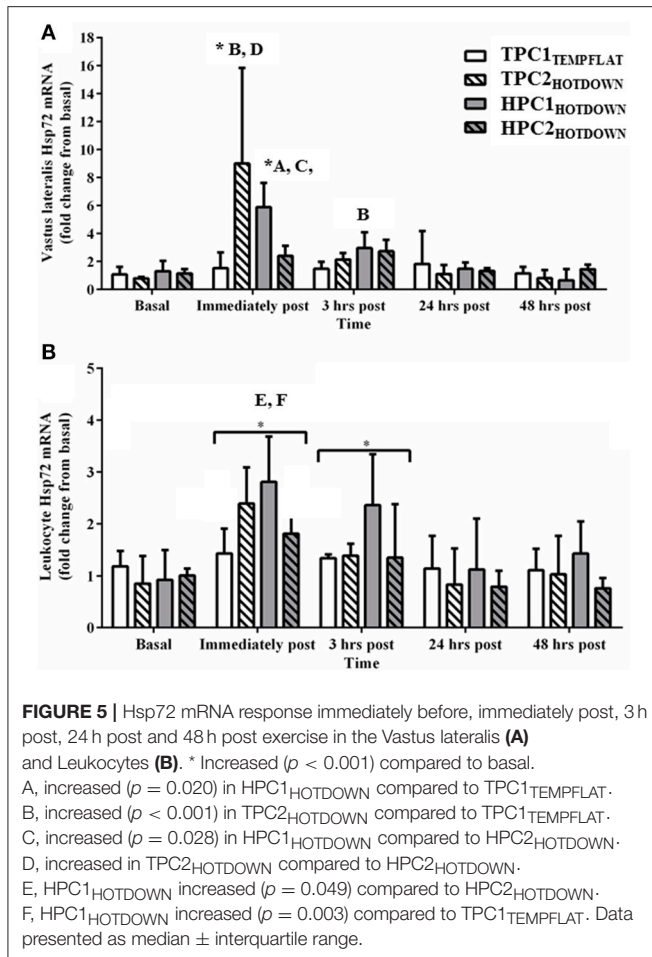 A
* B, D
TPC1TEMPFLAT
TPC2HOTDOWN
HPC1HOTDOWN
HPC2HOTDOWN
*A, C,
B
Vastus lateralis Hsp72 mRNA
(fold change from basal)
18
16
14
12
10
8
6
4
2
0
Basal
Immediately post
3 hrs post
24 hrs post
48 hrs post
Time
B
E, F
*
*
Leukocyte Hsp72 mRNA
(fold change from basal)
5
4
3
2
1
0
Basal
Immediately post
3 hrs post
24 hrs post
48 hrs post
Time
FIGURE 5 | Hsp72 mRNA response immediately before, immediately post, 3 h
post, 24 h post and 48 h post exercise in the Vastus lateralis (A)
and Leukocytes (B). * Increased (p < 0.001) compared to basal.
A, increased (p = 0.020) in HPC1HOTDOWN compared to TPC1TEMPFLAT.
B, increased (p < 0.001) in TPC2HOTDOWN compared to TPC1TEMPFLAT.
C, increased (p = 0.028) in HPC1HOTDOWN compared to HPC2HOTDOWN.
D, increased in TPC2HOTDOWN compared to HPC2HOTDOWN.
E, HPC1HOTDOWN increased (p = 0.049) compared to HPC2HOTDOWN.
F, HPC1HOTDOWN increased (p = 0.003) compared to TPC1TEMPFLAT. Data
presented as median ± interquartile range.